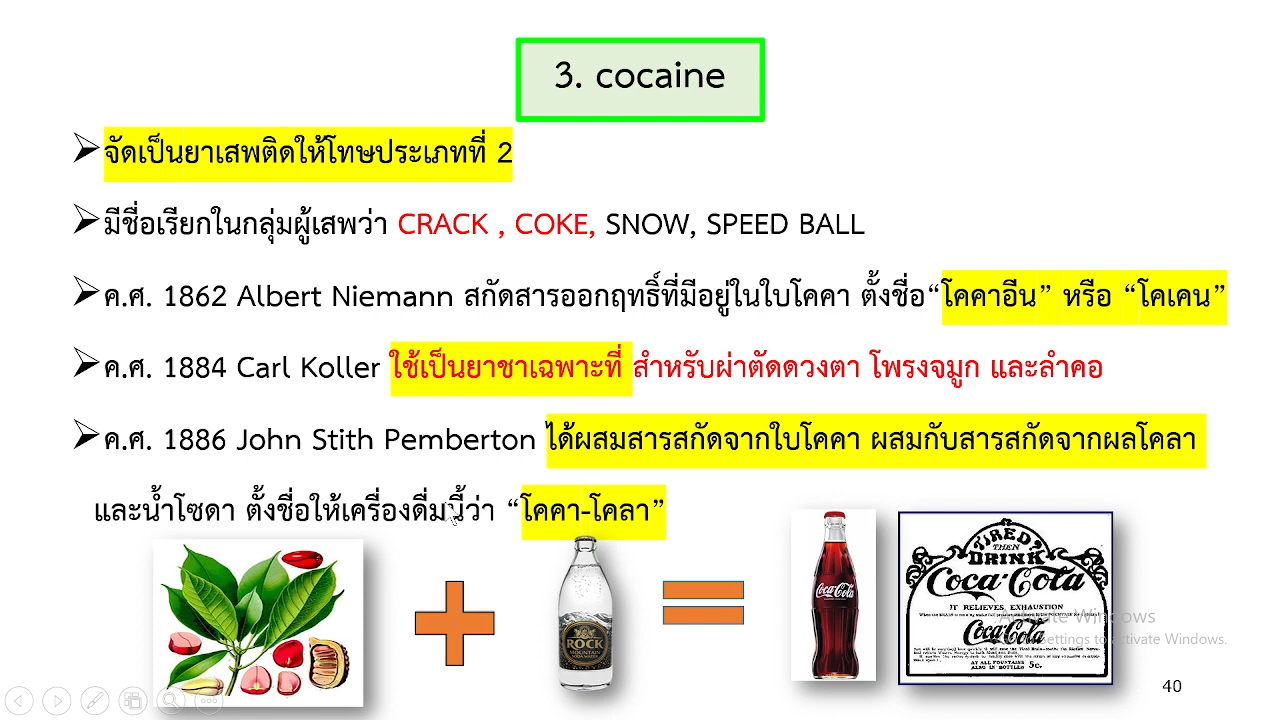 3. cocaine
จัดเป็นยาเสพติดให้โทษประเภทที่ 2
มีชื่อเรียกในกลุ่มผู้เสพว่า CRACK , COKE, SNOW, SPEED BALL
ค.ศ. 1862 Albert Niemann สกัดสารออกฤทธิ์ที่มีอยู่ในใบโคคา ตั้งชื่อ“โคคาอีน” หรือ “โคเคน”
ค.ศ. 1884 Carl Koller ใช้เป็นยาชาเฉพาะที่ สำหรับผ่าตัดดวงตา โพรงจมูก และลำคอ
ค.ศ. 1886 John Stith Pemberton ได้ผสมสารสกัดจากใบโคคา ผสมกับสารสกัดจากผลโคลา
และน้ำโซดา ตั้งชื่อให้เครื่องดื่มนี้ว่า “โคคา-โคลา”
ROCK
MOUNTAIN
SODA WATER
Coca-Cola
TIRED?
THEN
DRINK
Coca-Cola
IT RELIEVES EXHAUSTION
Coca-Cola
AT ALL FOUNTAINS
ALSO IN BOTTLES 5c.
Activate Windows
settings to activate Windows.
40